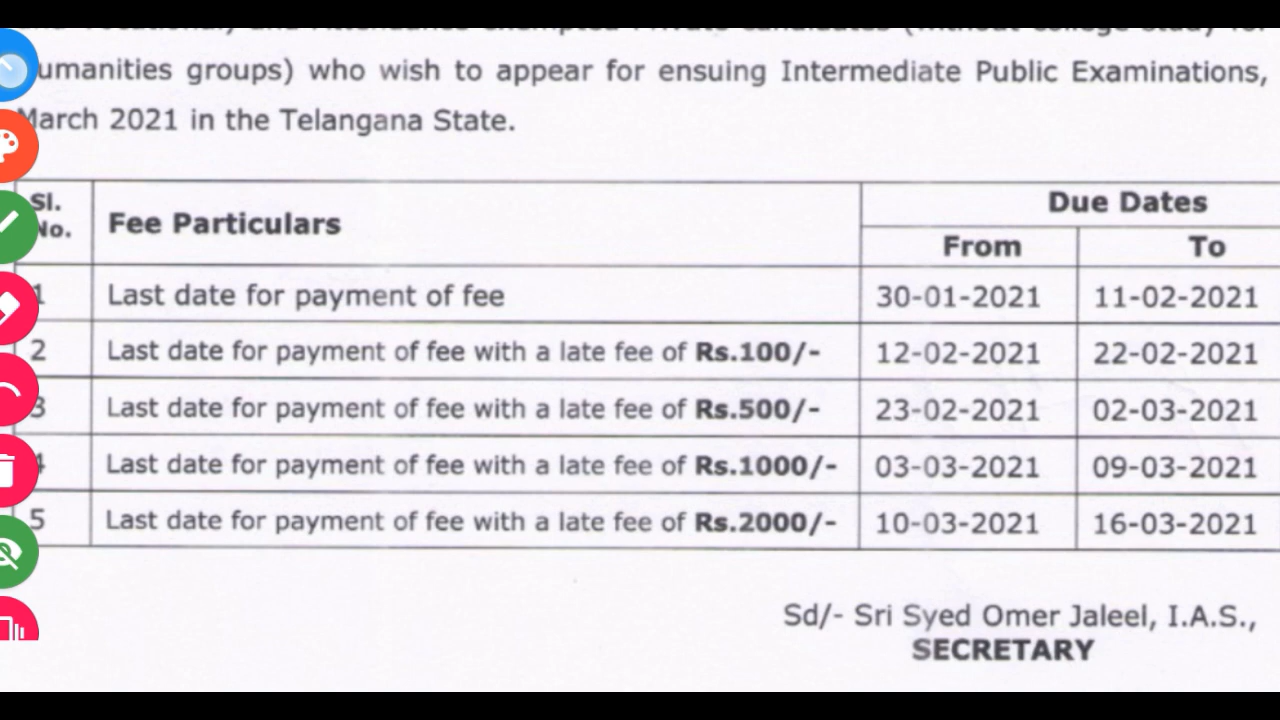 umanities groups) who wish to appear for ensuing Intermediate Public Examinations,
March 2021 in the Telangana State.
Sl. No. Fee Particulars Due Dates
From To
1 Last date for payment of fee 30-01-2021 11-02-2021
2 Last date for payment of fee with a late fee of Rs.100/- 12-02-2021 22-02-2021
3 Last date for payment of fee with a late fee of Rs.500/- 23-02-2021 02-03-2021
4 Last date for payment of fee with a late fee of Rs.1000/- 03-03-2021 09-03-2021
5 Last date for payment of fee with a late fee of Rs.2000/- 10-03-2021 16-03-2021
Sd/- Sri Syed Omer Jaleel, I.A.S.,
SECRETARY